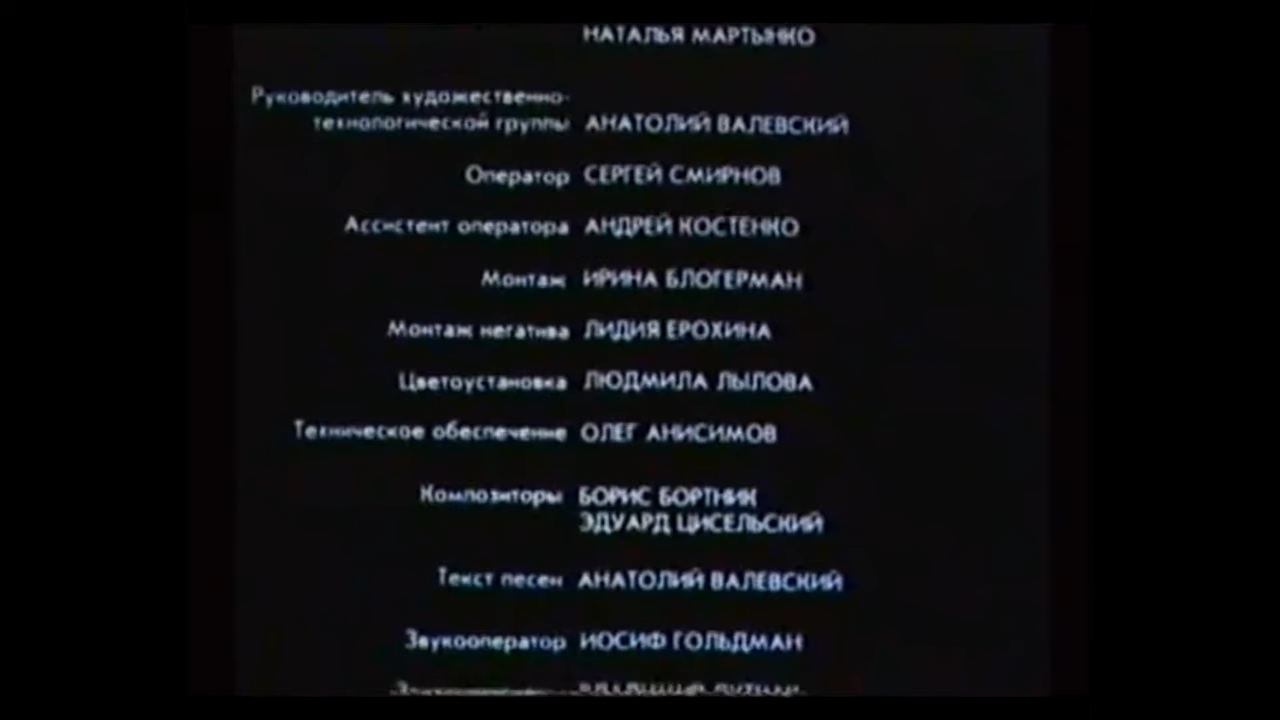 НАТАЛЬЯ МАРТЫНКО
Руководитель художественно-
технологической группы АНАТОЛИЙ ВАЛЕВСКИЙ
Оператор СЕРГЕЙ СМИРНОВ
Ассистент оператора АНДРЕЙ КОСТЕНКО
Монтаж ИРИНА БЛОГЕРМАН
Монтаж негатива ЛИДИЯ ЕРОХИНА
Цветоустановка ЛЮДМИЛА ЛЫЛОВА
Техническое обеспечение ОЛЕГ АНИСИМОВ
Композиторы БОРИС БОРТНИК
ЭДУАРД ЦИСЕЛЬСКИЙ
Текст песен АНАТОЛИЙ ВАЛЕВСКИЙ
Звукооператор ИОСИФ ГОЛЬДМАН